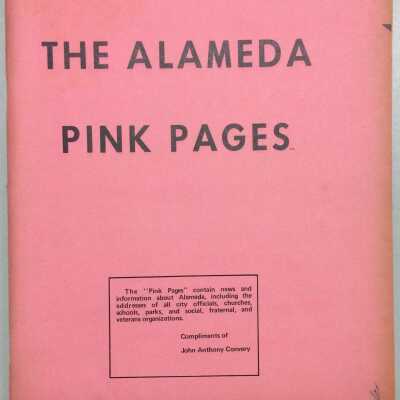 THE ALAMEDA
PINK PAGES
The "Pink Pages" contain news and
information about Alameda, including the
addresses of all city officials, churches,
schools, parks, and social, fraternal, and
veterans organizations.
Compliments of
John Anthony Convery